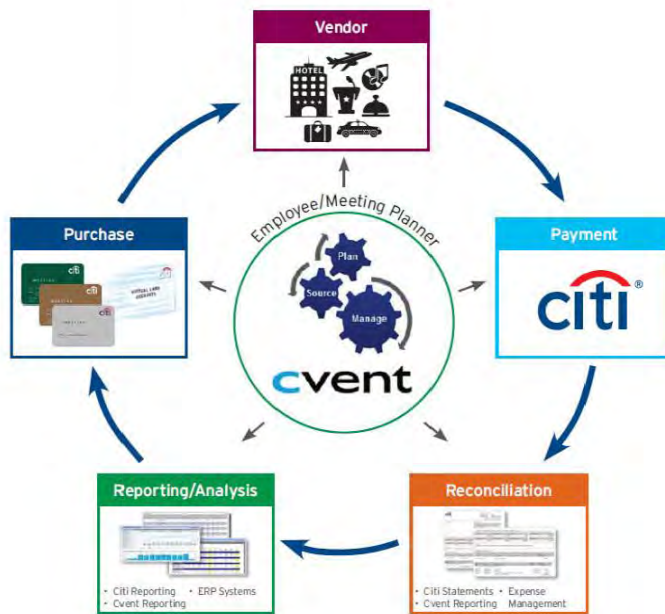 Vendor
HOTEL
Employee/Meeting Planner
Plan
Source
Manage
cvent
Purchase
citi
citi
citi
VIRTUAL CARD
Payment
citi®
Reporting/Analysis
• Citi Reporting • ERP Systems
• Cvent Reporting
Reconciliation
• Citi Statements • Expense
• Cvent Reporting Management